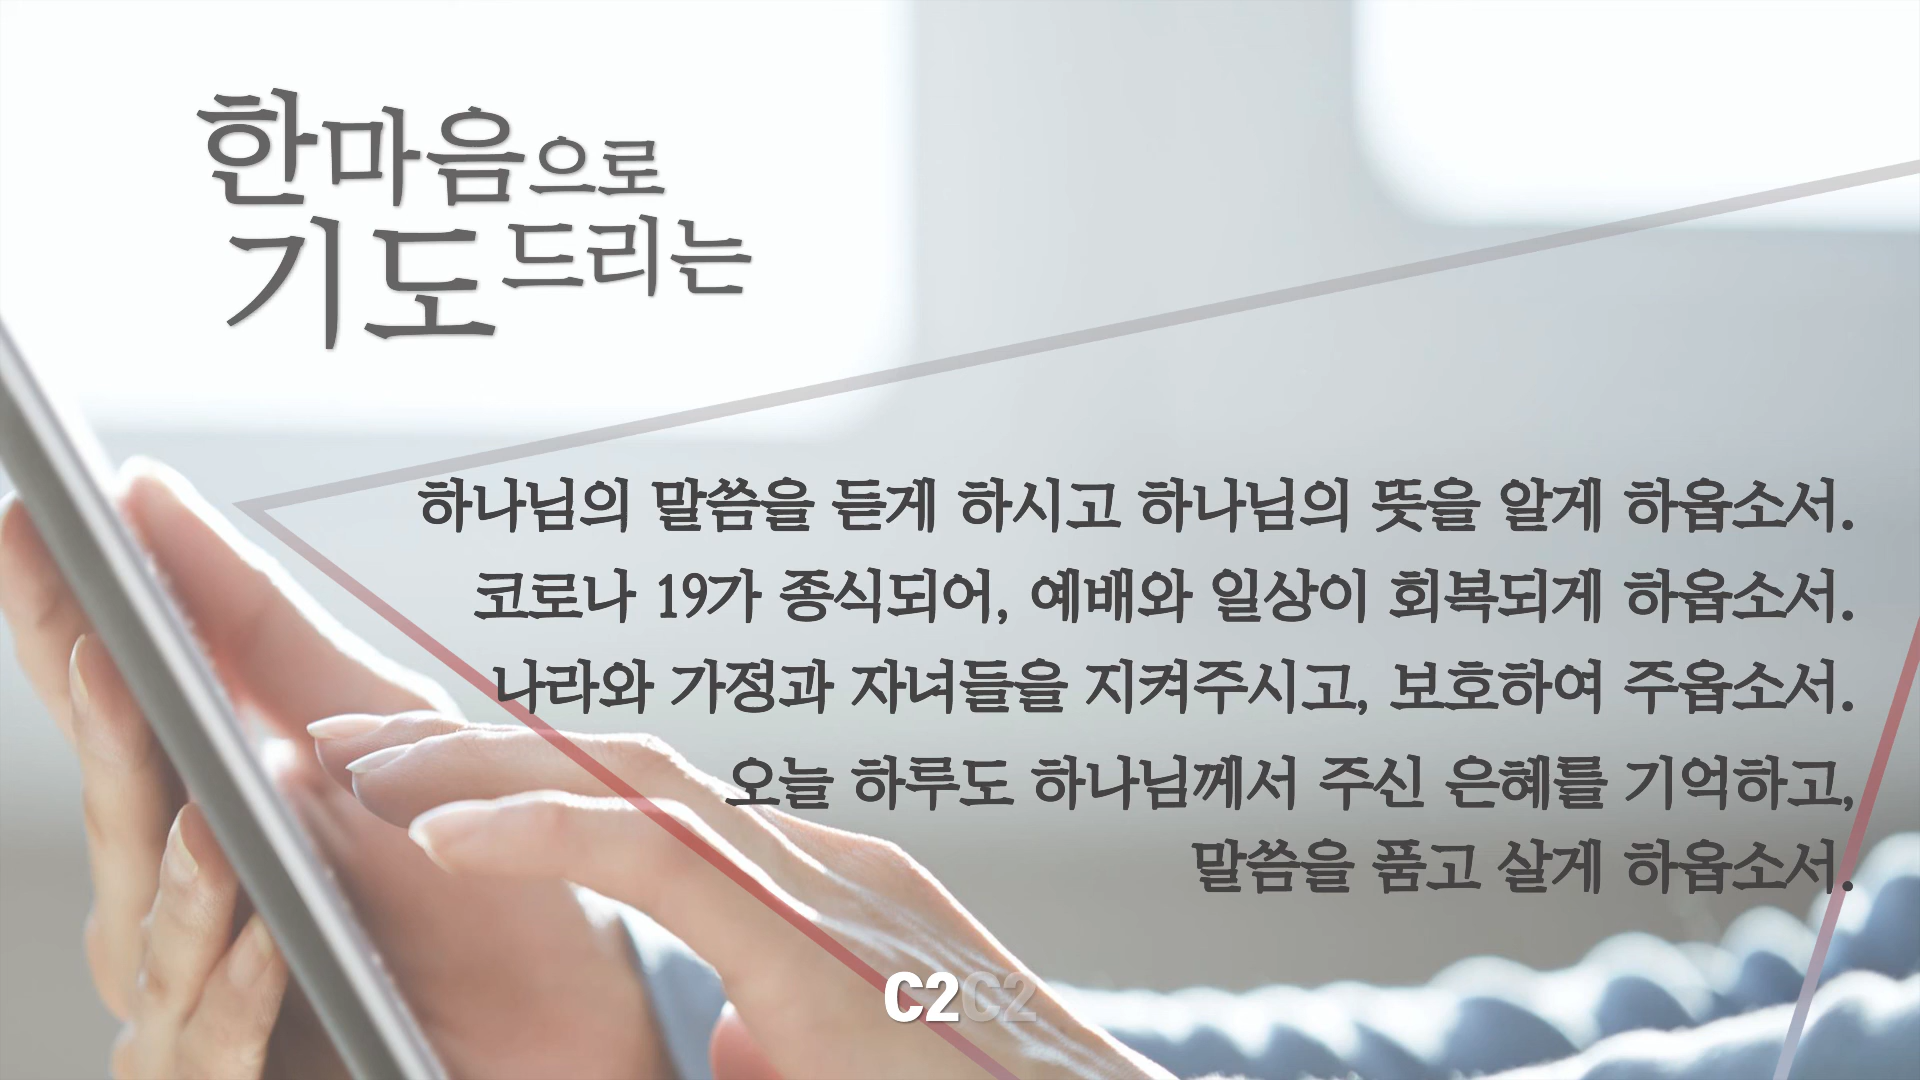 한마음으로
기도드리는
하나님의 말씀을 듣게 하시고 하나님의 뜻을 알게 하옵소서.
코로나 19가 종식되어, 예배와 일상이 회복되게 하옵소서.
나라와 가정과 자녀들을 지켜주시고, 보호하여 주옵소서.
오늘 하루도 하나님께서 주신 은혜를 기억하고,
말씀을 품고 살게 하옵소서.
C2C2